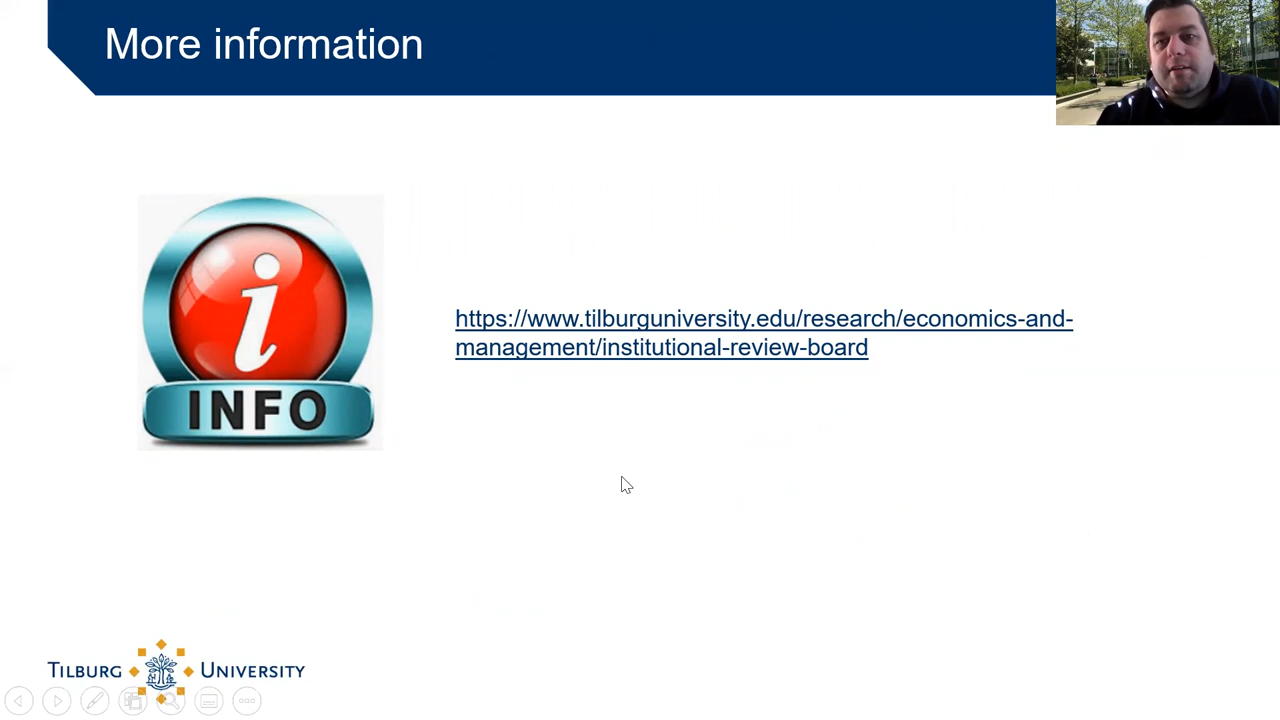 More information
i
INFO
https://www.tilburguniversity.edu/research/economics-and-
management/institutional-review-board
TILBURG UNIVERSITY